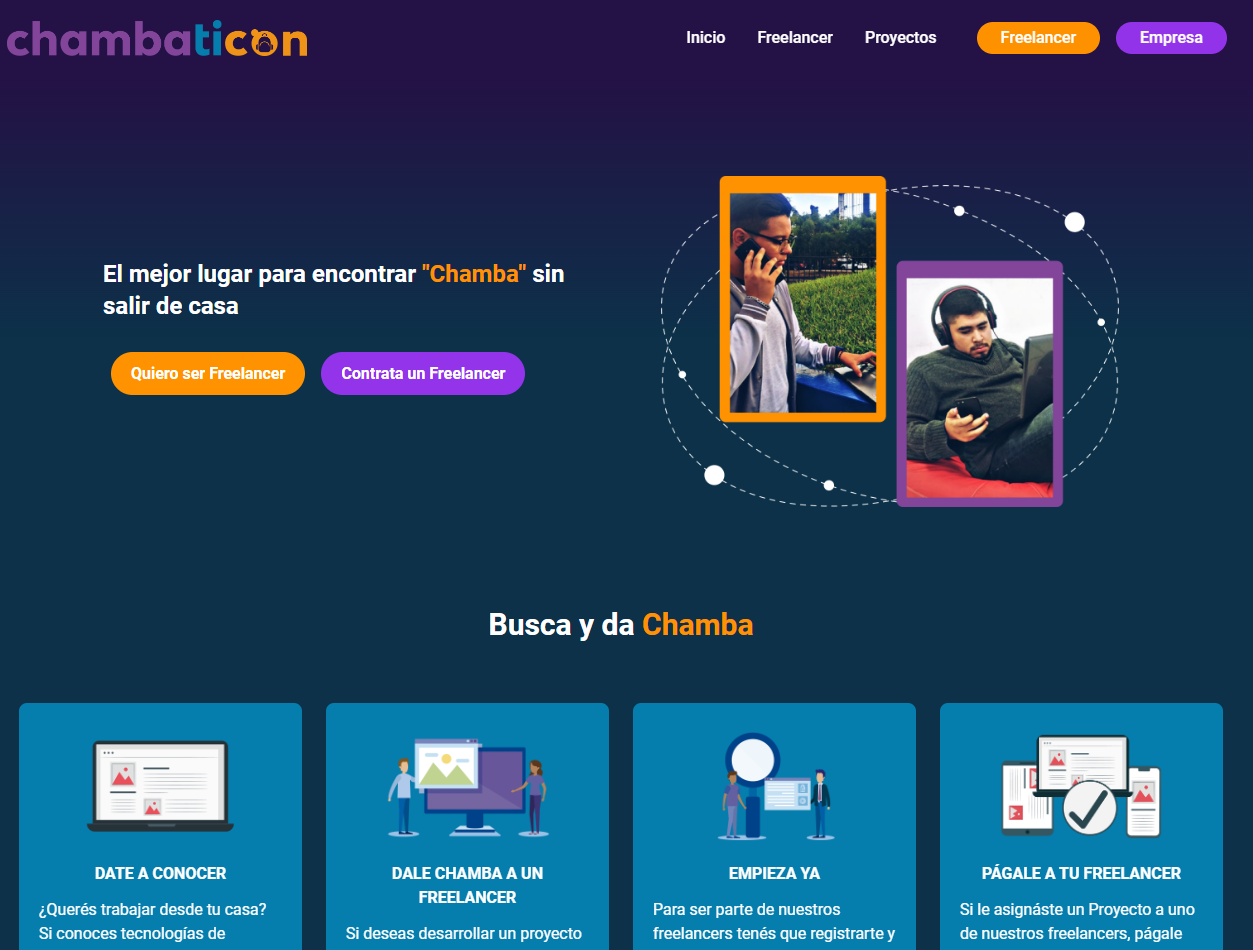 chambaticon
Inicio
Freelancer
Proyectos
Freelancer
Empresa
El mejor lugar para encontrar "Chamba" sin
salir de casa
Quiero ser Freelancer
Contrata un Freelancer
Busca y da Chamba
DATE A CONOCER
¿Querés trabajar desde tu casa?
Si conoces tecnologías de
DALE CHAMBA A UN
FREELANCER
Si deseas desarrollar un proyecto
EMPIEZA YA
Para ser parte de nuestros
freelancers tenés que registrarte y
PÁGALE A TU FREELANCER
Si le asignáste un Proyecto a uno
de nuestros freelancers, págale